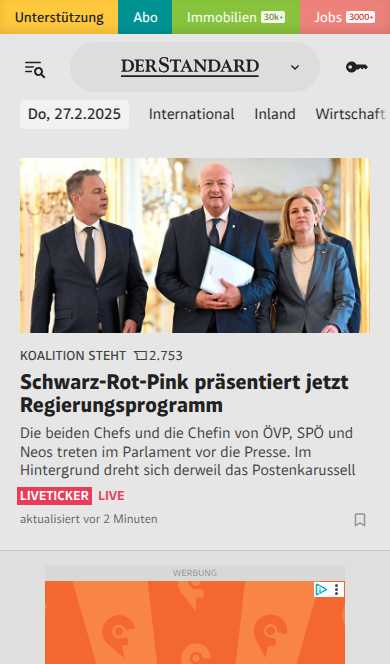 Unterstützung Abo Immobilien 30k+ Jobs 3000+
DERSTANDARD
Do, 27.2.2025 International Inland Wirtschaft
KOALITION STEHT 2.753
Schwarz-Rot-Pink präsentiert jetzt
Regierungsprogramm
Die beiden Chefs und die Chefin von ÖVP, SPÖ und
Neos treten im Parlament vor die Presse. Im
Hintergrund dreht sich derweil das Postenkarussell
LIVETICKER LIVE
aktualisiert vor 2 Minuten
WERBUNG